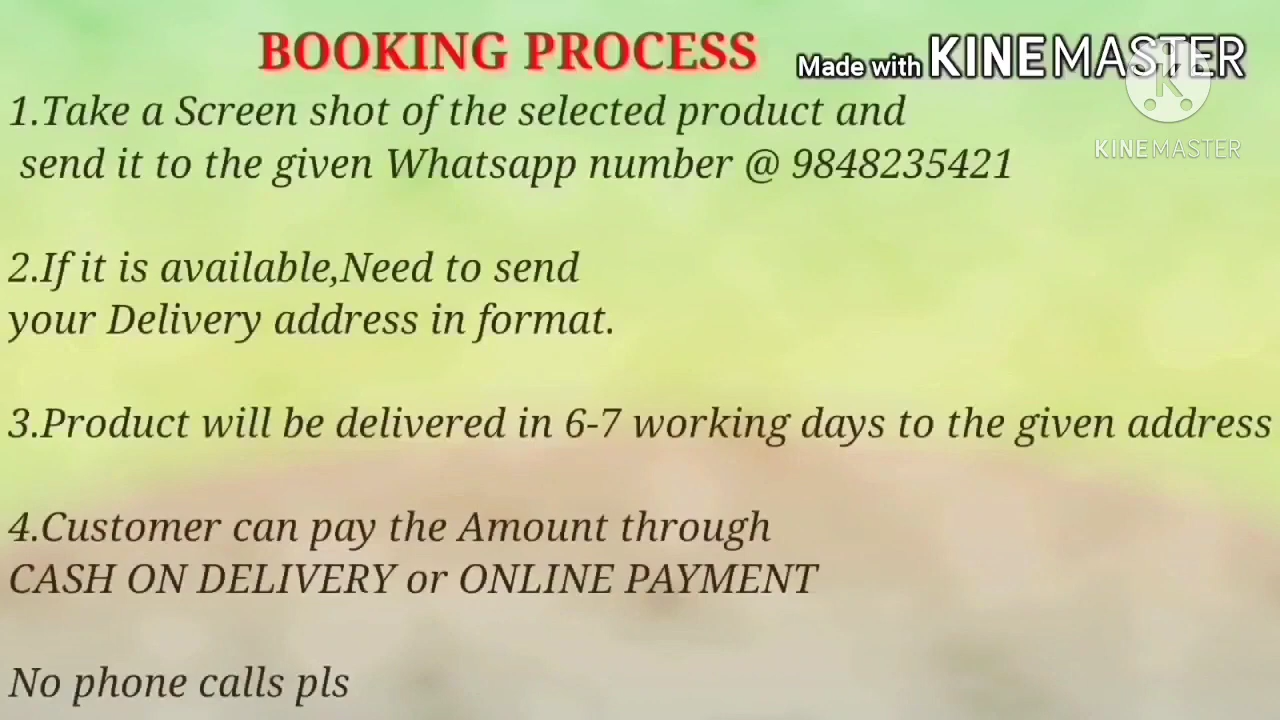 BOOKING PROCESS
Made with KINEMASTER
KINEMASTER
1.Take a Screen shot of the selected product and
send it to the given Whatsapp number @ 9848235421
2.If it is available,Need to send
your Delivery address in format.
3.Product will be delivered in 6-7 working days to the given address
4.Customer can pay the Amount through
CASH ON DELIVERY or ONLINE PAYMENT
No phone calls pls